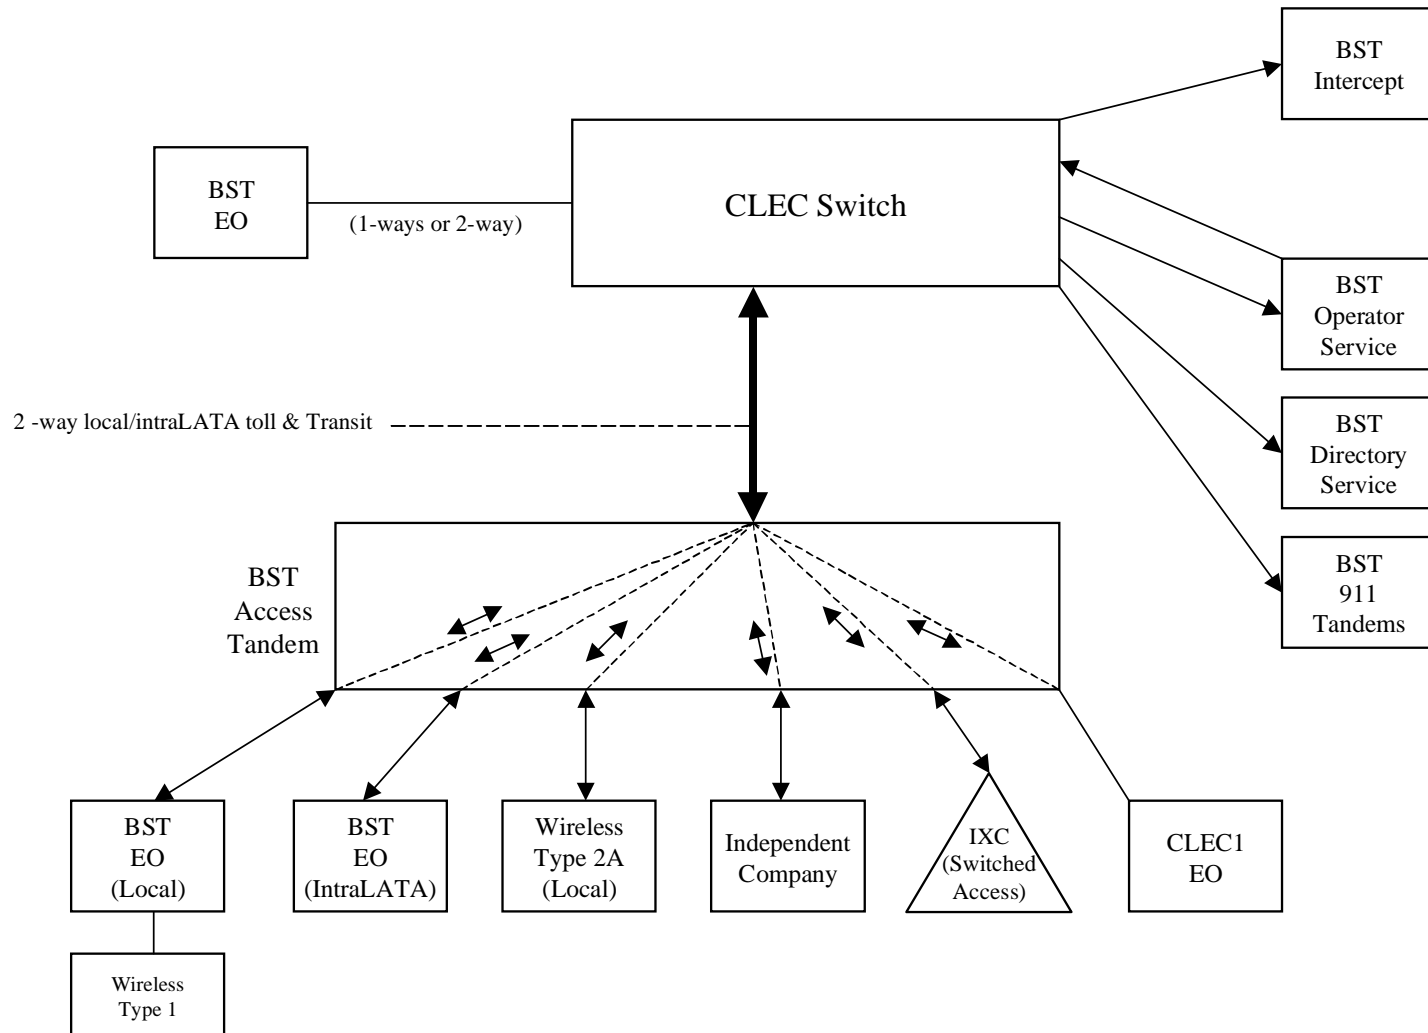 BST
Intercept
BST
EO
(1-ways or 2-way)
CLEC Switch
BST
Operator
Service
2 -way local/intraLATA toll & Transit
BST
Directory
Service
BST
911
Tandems
BST
Access
Tandem
BST
EO
(Local)
BST
EO
(IntraLATA)
Wireless
Type 2A
(Local)
Independent
Company
IXC
(Switched
Access)
CLEC1
EO
Wireless
Type 1